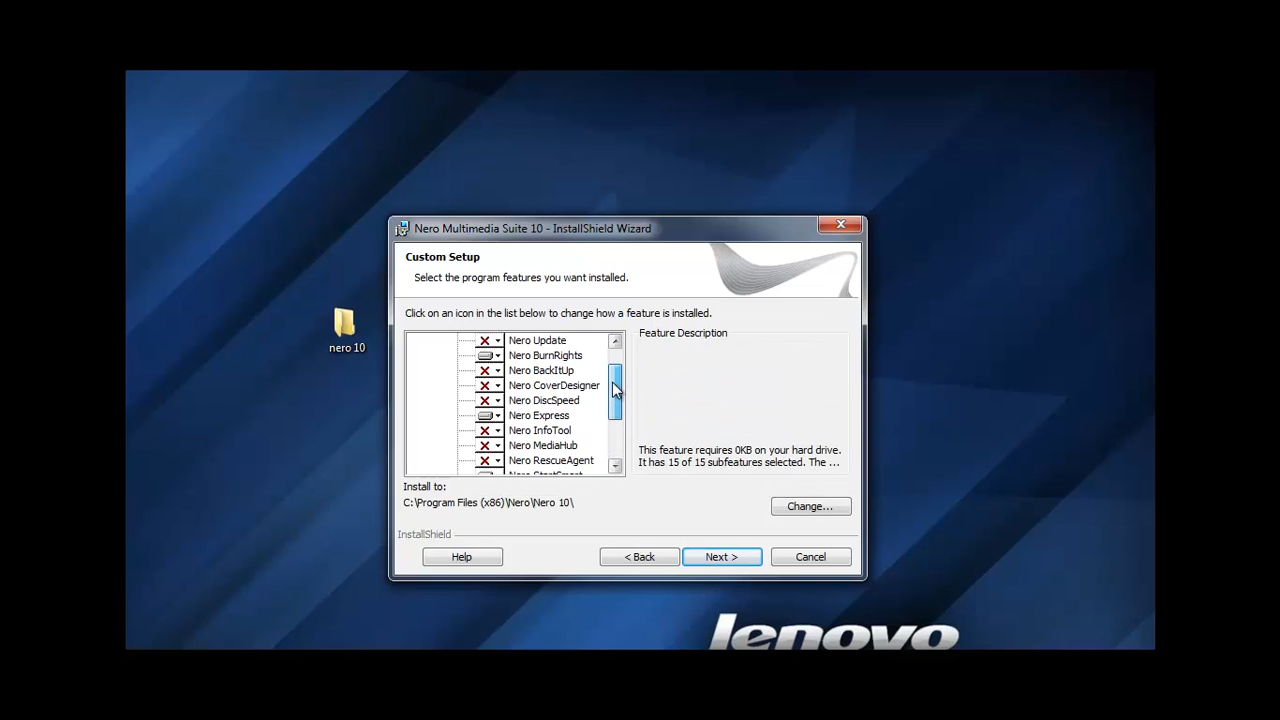 Nero Multimedia Suite 10 - InstallShield Wizard
Custom Setup
Select the program features you want installed.
Click on an icon in the list below to change how a feature is installed.
Nero Update
Nero BurnRights
Nero BackItUp
Nero CoverDesigner
Nero DiscSpeed
Nero Express
Nero InfoTool
Nero MediaHub
Nero RescueAgent
Nero StartSmart
Feature Description
This feature requires 0KB on your hard drive.
It has 15 of 15 subfeatures selected. The ...
Install to:
C:\Program Files (x86)\Nero\Nero 10\
Change...
InstallShield
Help
< Back
Next >
Cancel
nero 10
lenovo